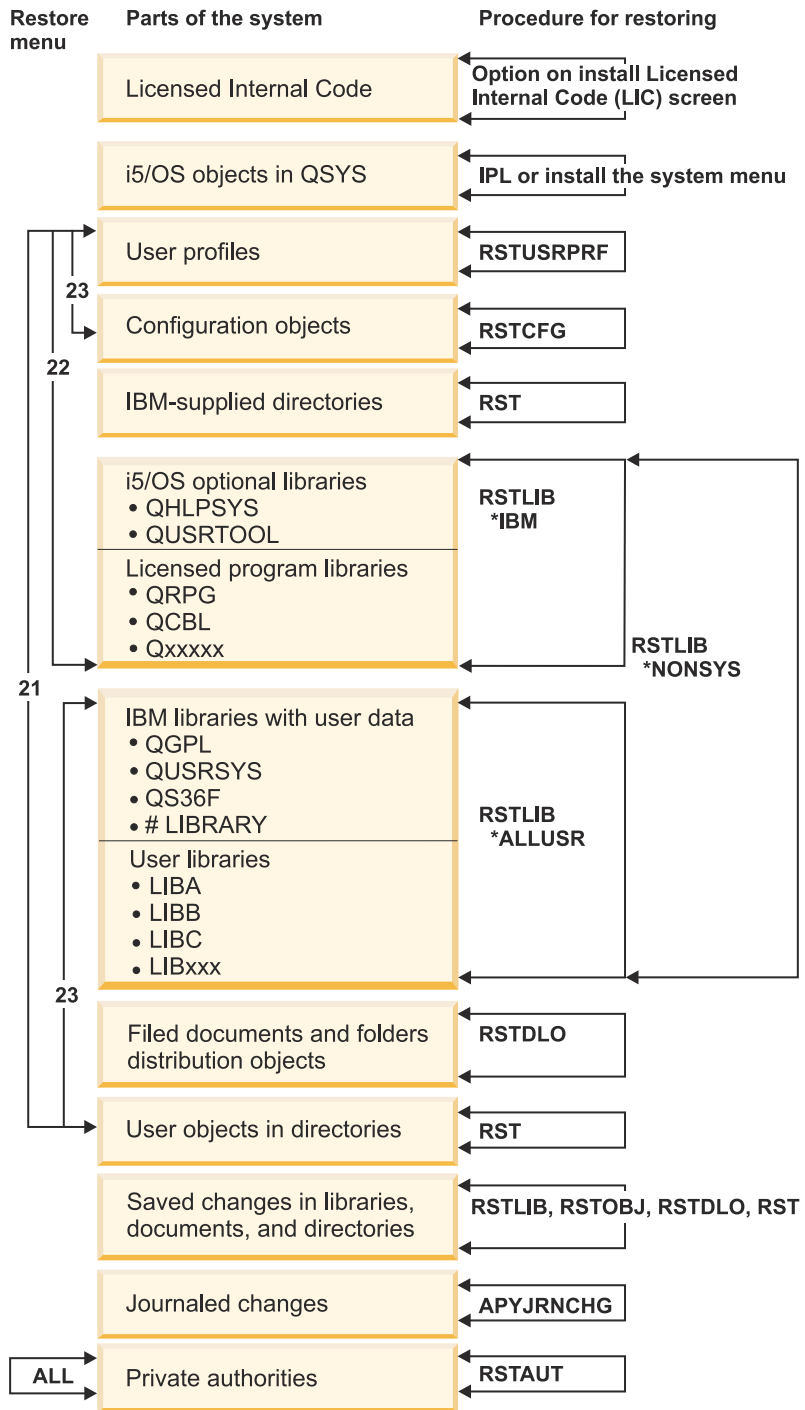 Restore menu
Parts of the system
Procedure for restoring
Licensed Internal Code
Option on install Licensed
Internal Code (LIC) screen
i5/OS objects in QSYS
IPL or install the system menu
User profiles
RSTUSRPRF
23
Configuration objects
RSTCFG
22
IBM-supplied directories
RST
i5/OS optional libraries
• QHLPSYS
• QUSRTOOL
RSTLIB
*IBM
Licensed program libraries
• QRPG
• QCBL
• Qxxxxx
RSTLIB
*NONSYS
21
IBM libraries with user data
• QGPL
• QUSRSYS
• QS36F
• # LIBRARY
RSTLIB
*ALLUSR
User libraries
• LIBA
• LIBB
• LIBC
• LIBxxx
23
Filed documents and folders
distribution objects
RSTDLO
User objects in directories
RST
Saved changes in libraries,
documents, and directories
RSTLIB, RSTOBJ, RSTDLO, RST
Journaled changes
APYJRNCHG
ALL
Private authorities
RSTAUT